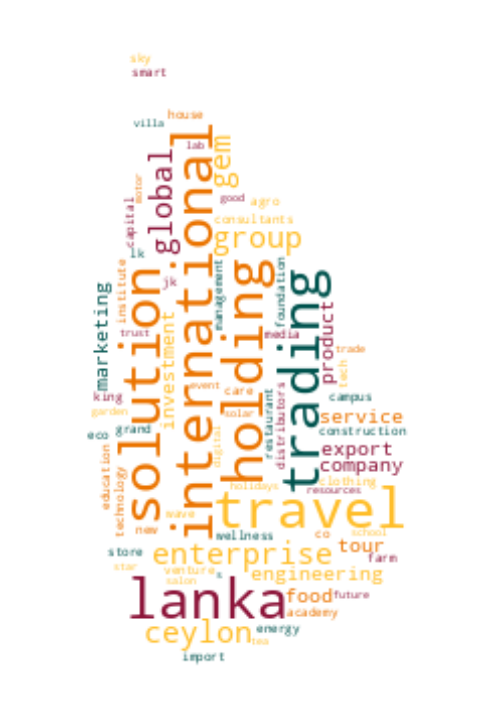 sky
smart
house
villa
lab
gem
global
international
motor
capital
good
agro
consultants
group
lk
jk
institute
management
foundation
holding
solution
trading
marketing
trust
investment
media
product
trade
tech
king
event
care
campus
garden
solar
restaurant
distributors
service
eco
grand
digital
construction
export
company
education
technology
holidays
clothing
resources
travel
wave
new
wellness
co
school
store
enterprise
tour
farm
star
venture
salon
s
engineering
lanka
food
future
academy
ceylon
energy
tea
import